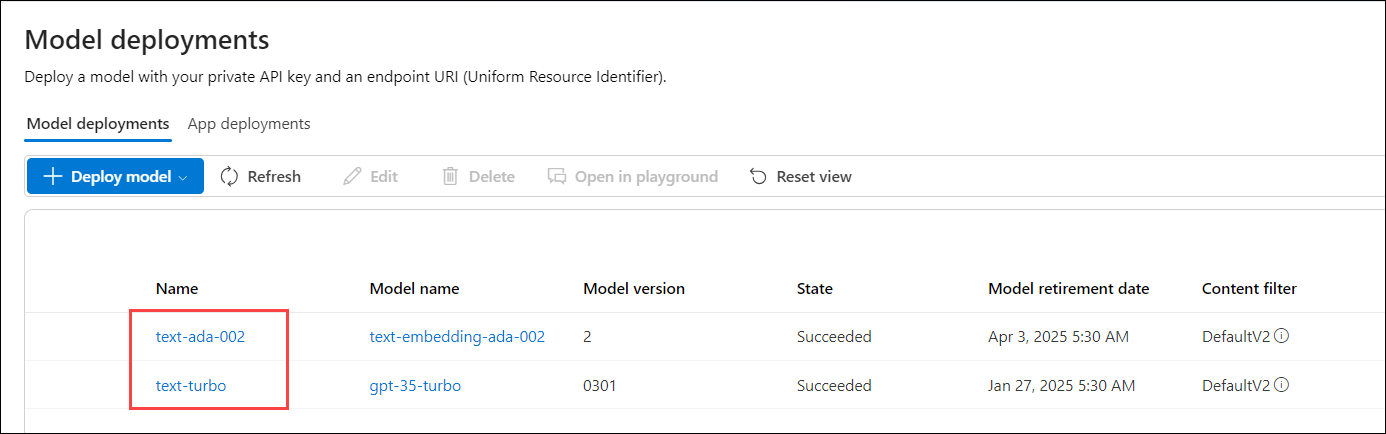 Model deployments
Deploy a model with your private API key and an endpoint URI (Uniform Resource Identifier).
Model deployments App deployments
Deploy model Refresh Edit Delete Open in playground Reset view
Name Model name Model version State Model retirement date Content filter
text-ada-002 text-embedding-ada-002 2 Succeeded Apr 3, 2025 5:30 AM DefaultV2
text-turbo gpt-35-turbo 0301 Succeeded Jan 27, 2025 5:30 AM DefaultV2